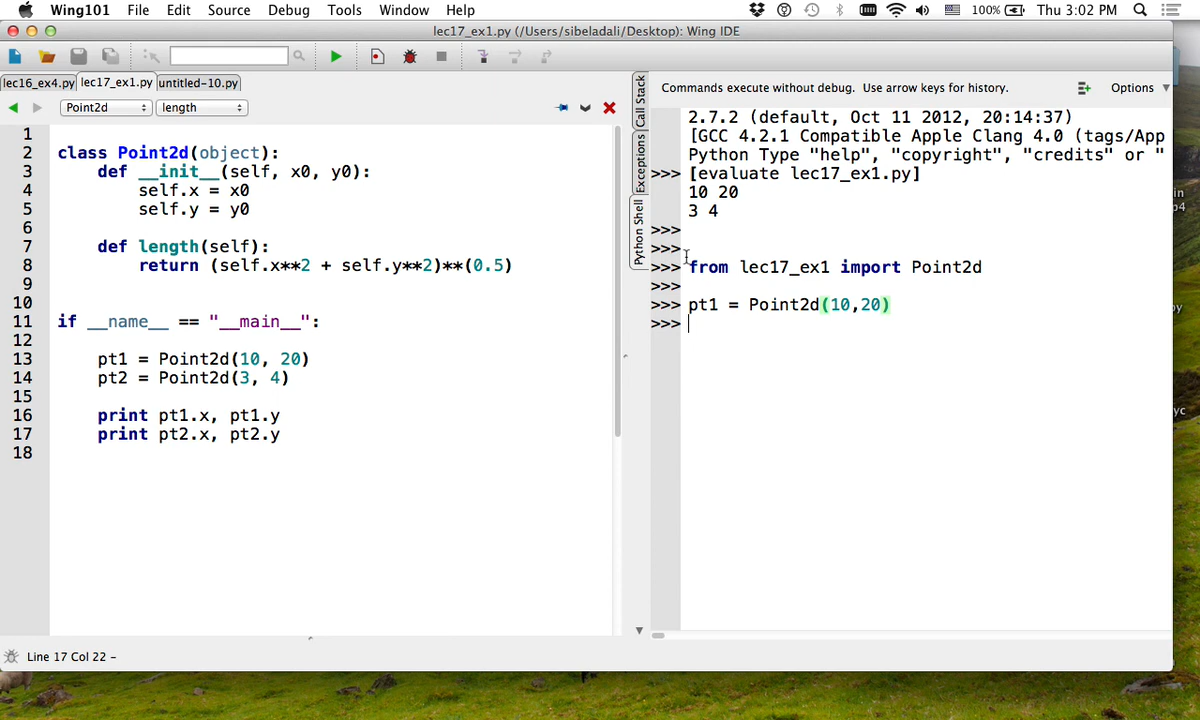 Wing101 File Edit Source Debug Tools Window Help 100% Thu 3:02 PM
lec17_ex1.py (/Users/sibeladali/Desktop): Wing IDE
lec16_ex4.py lec17_ex1.py untitled-10.py
Point2d length
1
2 class Point2d(object):
3 def __init__(self, x0, y0):
4 self.x = x0
5 self.y = y0
6
7 def length(self):
8 return (self.x**2 + self.y**2)**(0.5)
9
10
11 if __name__ == "__main__":
12
13 pt1 = Point2d(10, 20)
14 pt2 = Point2d(3, 4)
15
16 print pt1.x, pt1.y
17 print pt2.x, pt2.y
18
Line 17 Col 22 –
Call Stack
Exceptions
Python Shell
Commands execute without debug. Use arrow keys for history. Options
2.7.2 (default, Oct 11 2012, 20:14:37)
[GCC 4.2.1 Compatible Apple Clang 4.0 (tags/App
Python Type "help", "copyright", "credits" or "
>>> [evaluate lec17_ex1.py]
10 20
3 4
>>>
>>>
>>> from lec17_ex1 import Point2d
>>>
>>> pt1 = Point2d(10,20)
>>>
in
p4
py
yc